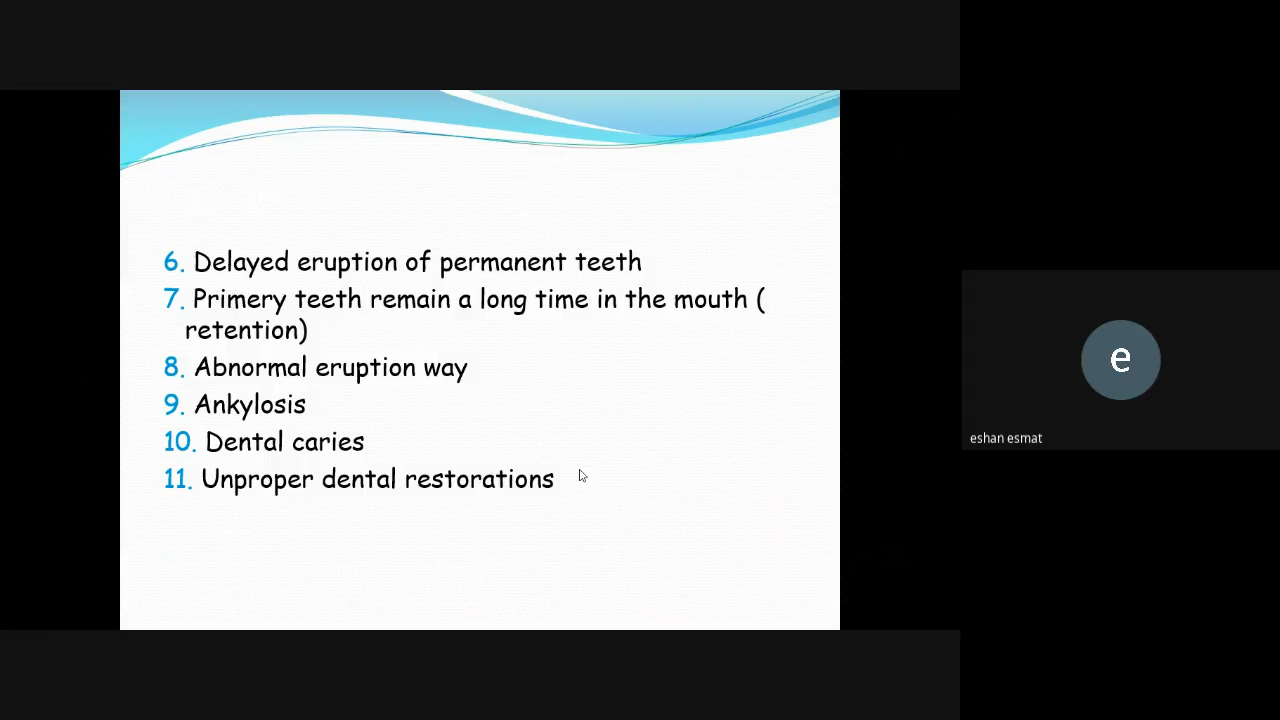 6. Delayed eruption of permanent teeth
7. Primery teeth remain a long time in the mouth (
retention)
8. Abnormal eruption way
9. Ankylosis
10. Dental caries
11. Unproper dental restorations
e
eshan esmat